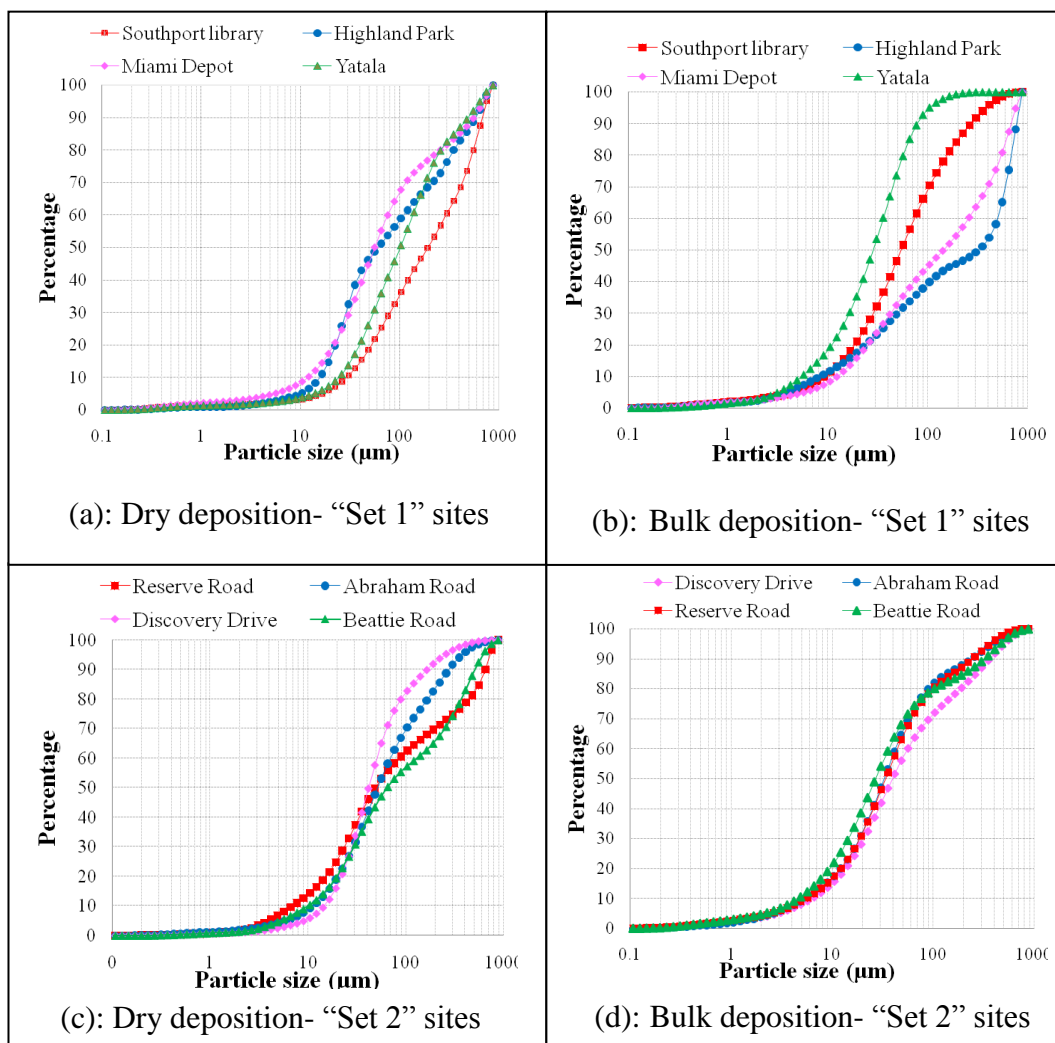 Southport library
Highland Park
Miami Depot
Yatala
100
90
80
70
60
50
40
30
20
10
0
Percentage
0.1
1
10
100
1000
Particle size (µm)
(a): Dry deposition- “Set 1” sites
Southport library
Highland Park
Miami Depot
Yatala
100
90
80
70
60
50
40
30
20
10
0
Percentage
0.1
1
10
100
1000
Particle size (µm)
(b): Bulk deposition- “Set 1” sites
Reserve Road
Abraham Road
Discovery Drive
Beattie Road
100
90
80
70
60
50
40
30
20
10
0
Percentage
0
1
10
100
1000
Particle size (µm)
(c): Dry deposition- “Set 2” sites
Discovery Drive
Abraham Road
Reserve Road
Beattie Road
100
90
80
70
60
50
40
30
20
10
0
Percentage
0.1
1
10
100
1000
Particle size (µm)
(d): Bulk deposition- “Set 2” sites